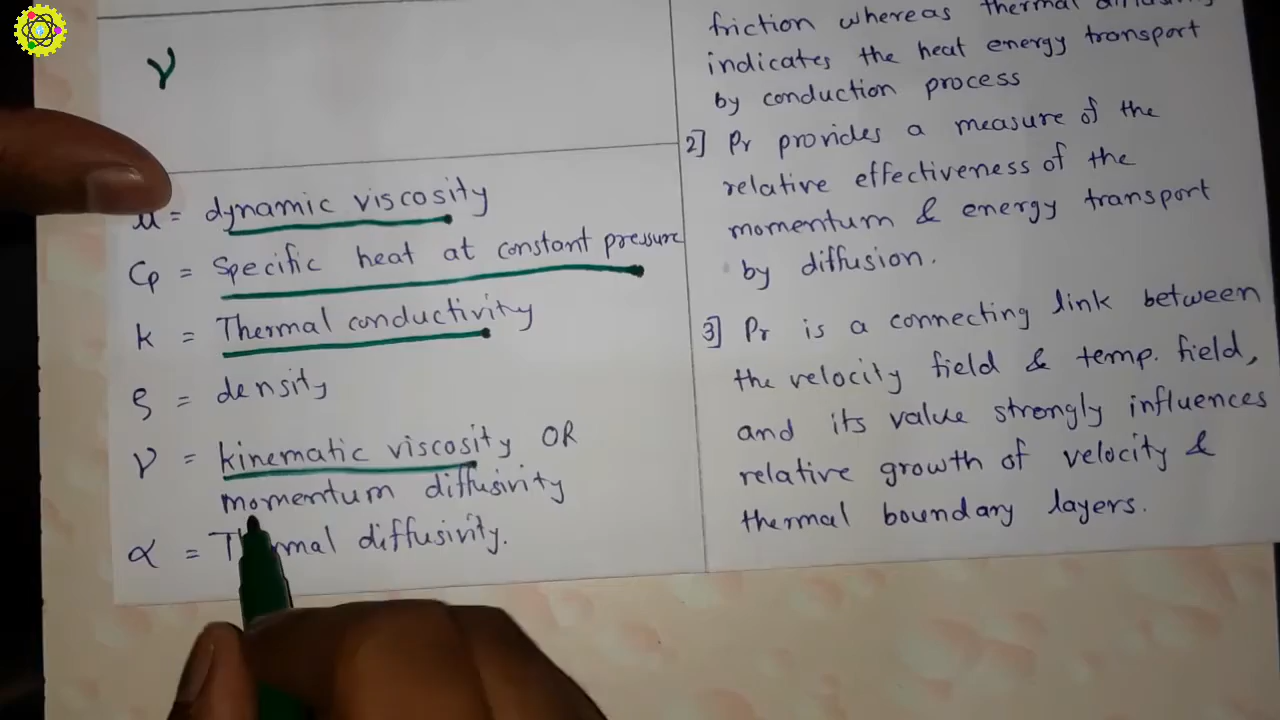 ν
μ = dynamic viscosity
Cp = Specific heat at constant pressure
k = Thermal conductivity
ρ = density
ν = kinematic viscosity OR
momentum diffusivity
α = Thermal diffusivity.
friction whereas thermal
indicates the heat energy transport
by conduction process
2] Pr provides a measure of the
relative effectiveness of the
momentum & energy transport
by diffusion.
3] Pr is a connecting link between
the velocity field & temp. field,
and its value strongly influences
relative growth of velocity &
thermal boundary layers.